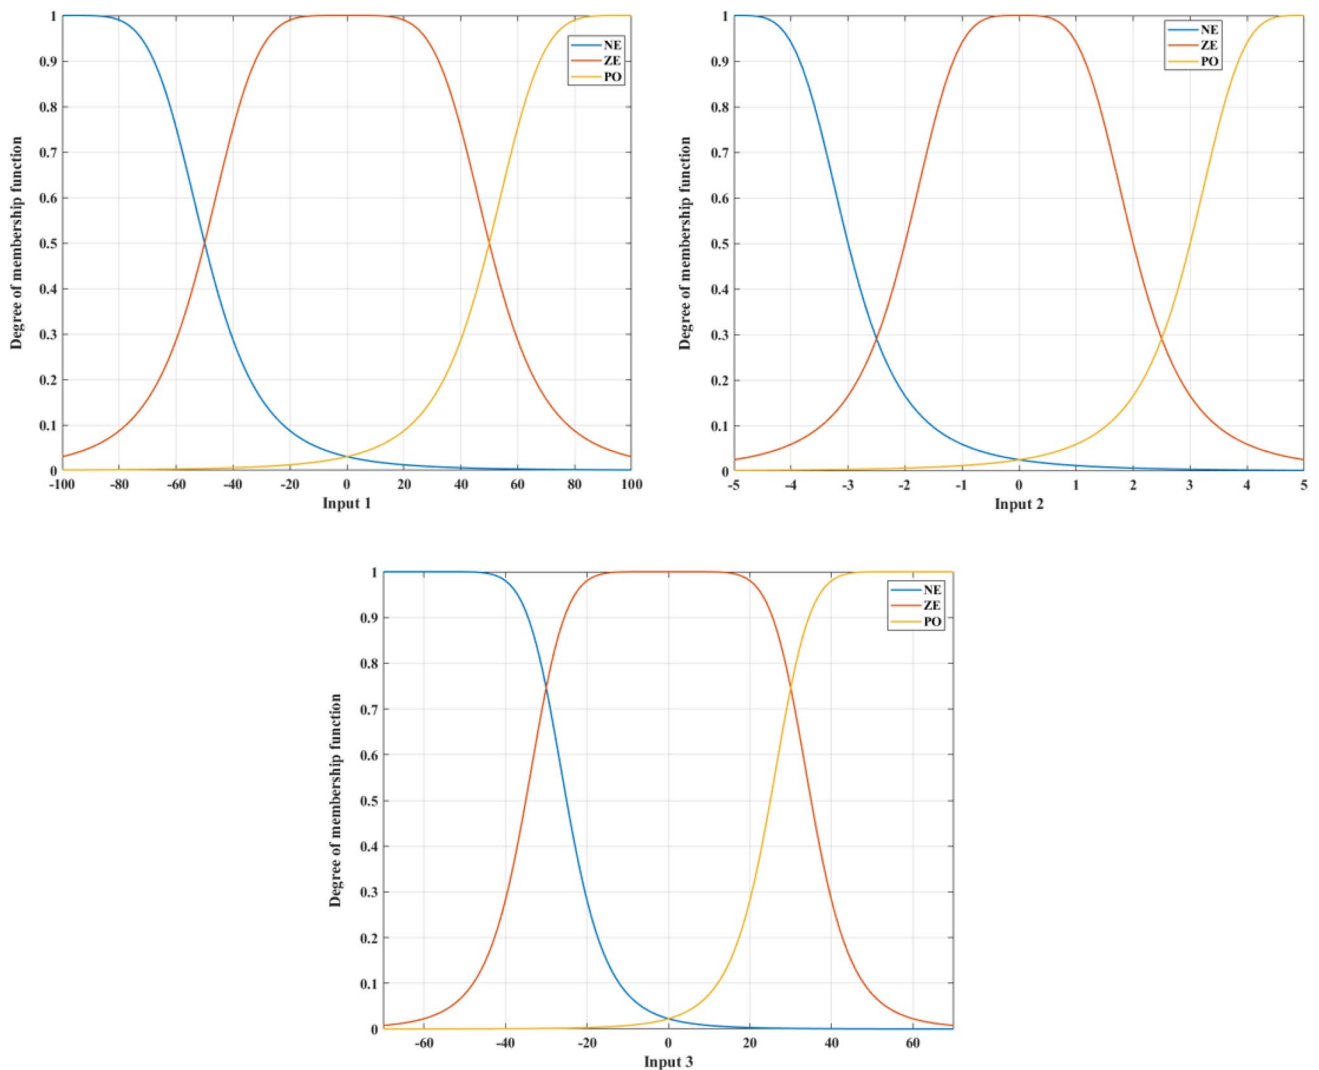 Degree of membership function
1
0.9
0.8
0.7
0.6
0.5
0.4
0.3
0.2
0.1
0
-100 -80 -60 -40 -20 0 20 40 60 80 100
Input 1
NE
ZE
PO
Degree of membership function
1
0.9
0.8
0.7
0.6
0.5
0.4
0.3
0.2
0.1
0
-5 -4 -3 -2 -1 0 1 2 3 4 5
Input 2
NE
ZE
PO
Degree of membership function
1
0.9
0.8
0.7
0.6
0.5
0.4
0.3
0.2
0.1
0
-60 -40 -20 0 20 40 60
Input 3
NE
ZE
PO